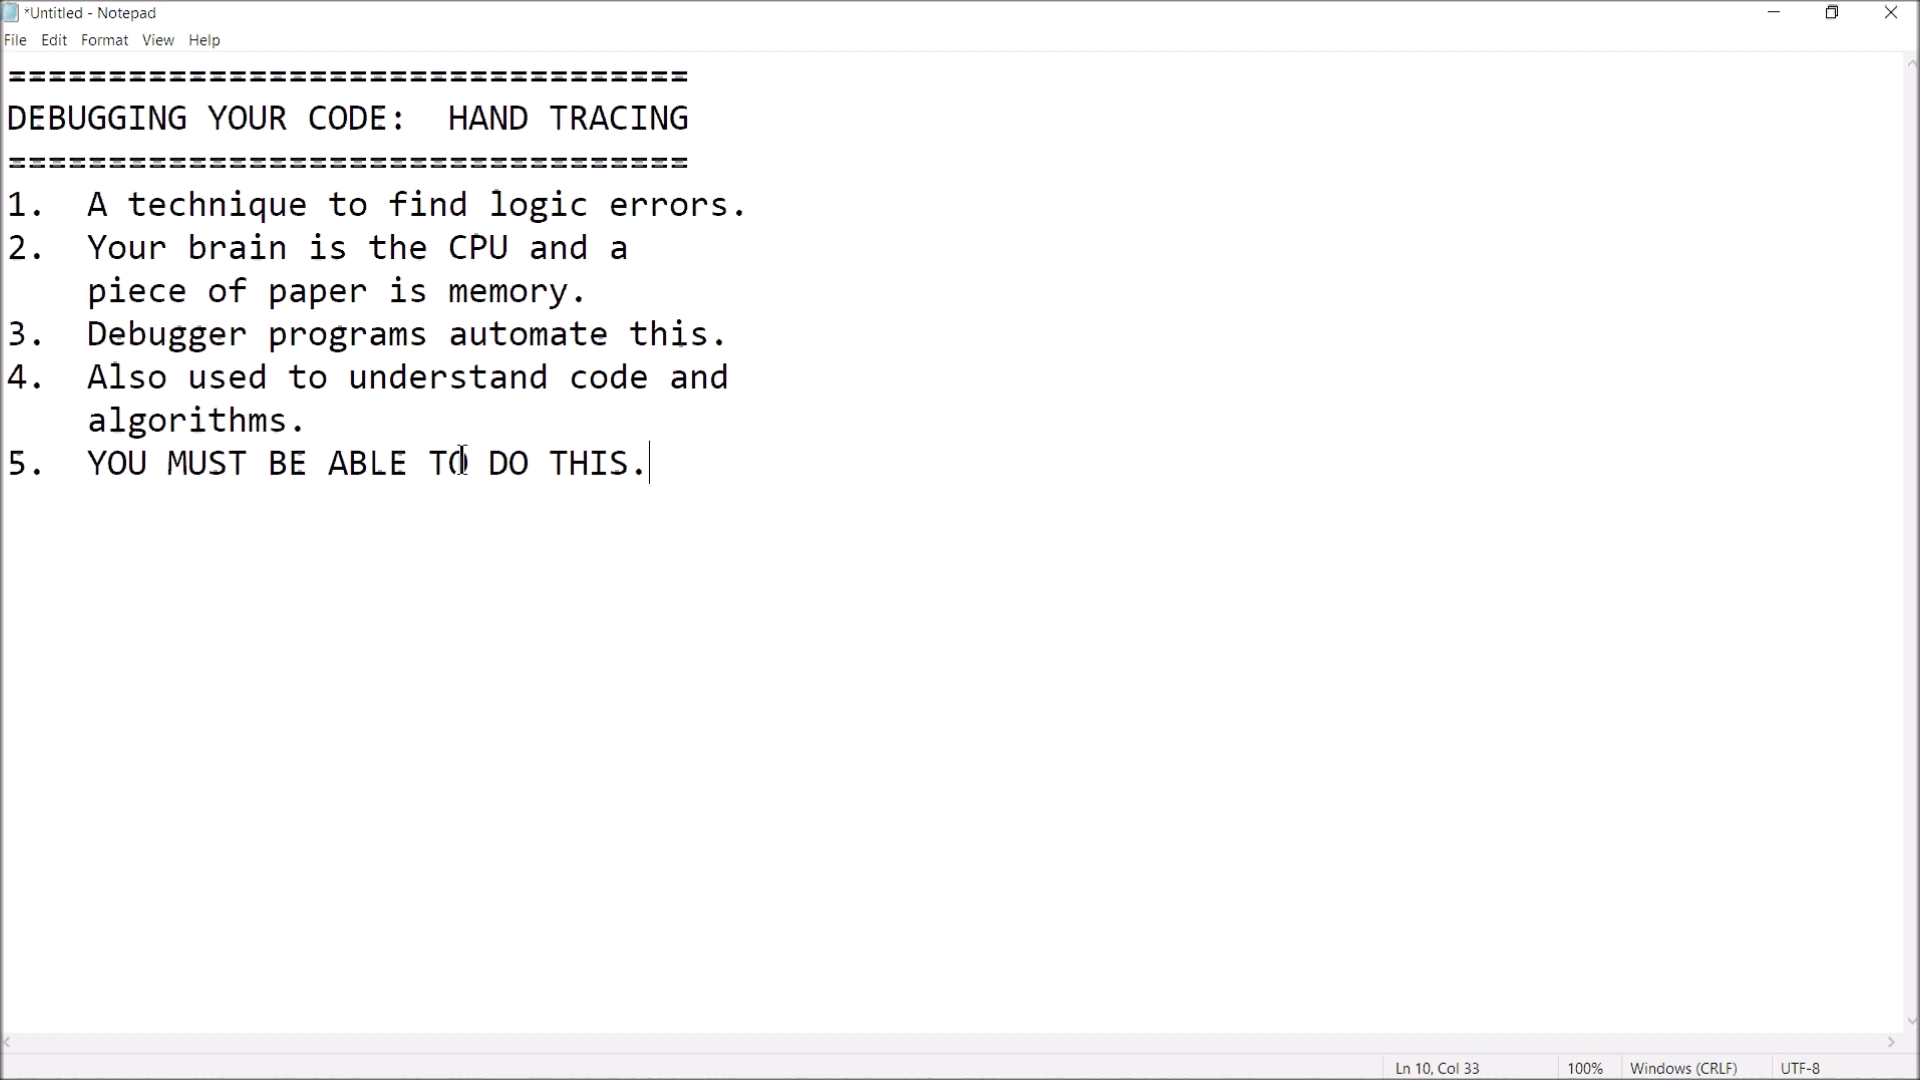 *Untitled - Notepad
File Edit Format View Help
==================================
DEBUGGING YOUR CODE:  HAND TRACING
==================================
1.  A technique to find logic errors.
2.  Your brain is the CPU and a
    piece of paper is memory.
3.  Debugger programs automate this.
4.  Also used to understand code and
    algorithms.
5.  YOU MUST BE ABLE TO DO THIS.
Ln 10, Col 33 100% Windows (CRLF) UTF-8